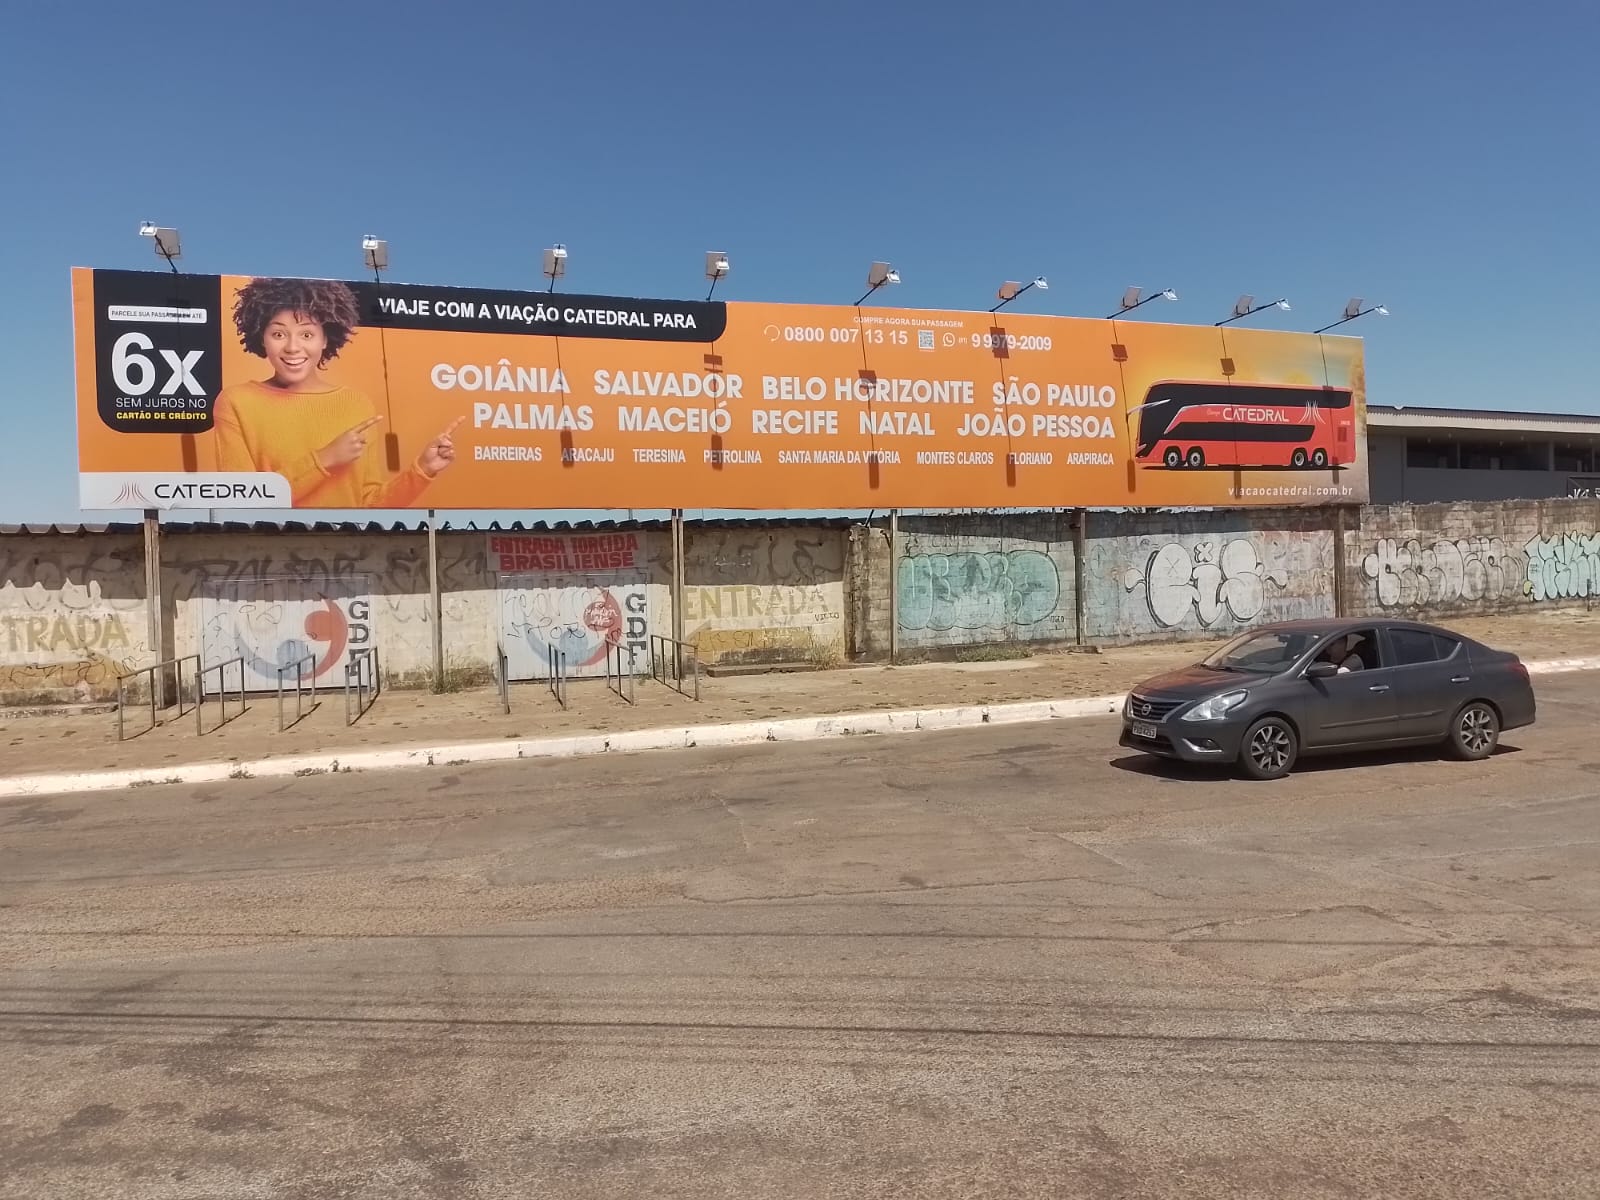 PARCELE SUA PASSAGEM EM ATÉ
6x
SEM JUROS NO
CARTÃO DE CRÉDITO
CATEDRAL
VIAJE COM A VIAÇÃO CATEDRAL PARA
COMPRE AGORA SUA PASSAGEM
0800 007 13 15
9 9979-2009
GOIÂNIA SALVADOR BELO HORIZONTE SÃO PAULO
PALMAS MACEIÓ RECIFE NATAL JOÃO PESSOA
BARREIRAS ARACAJU TERESINA PETROLINA SANTA MARIA DA VITÓRIA MONTES CLAROS FLORIANO ARAPIRACA
CATEDRAL
viacaocatedral.com.br
ENTRADA TORCIDA
BRASILIENSE
TRADA
GDF
GDF
ENTRADA